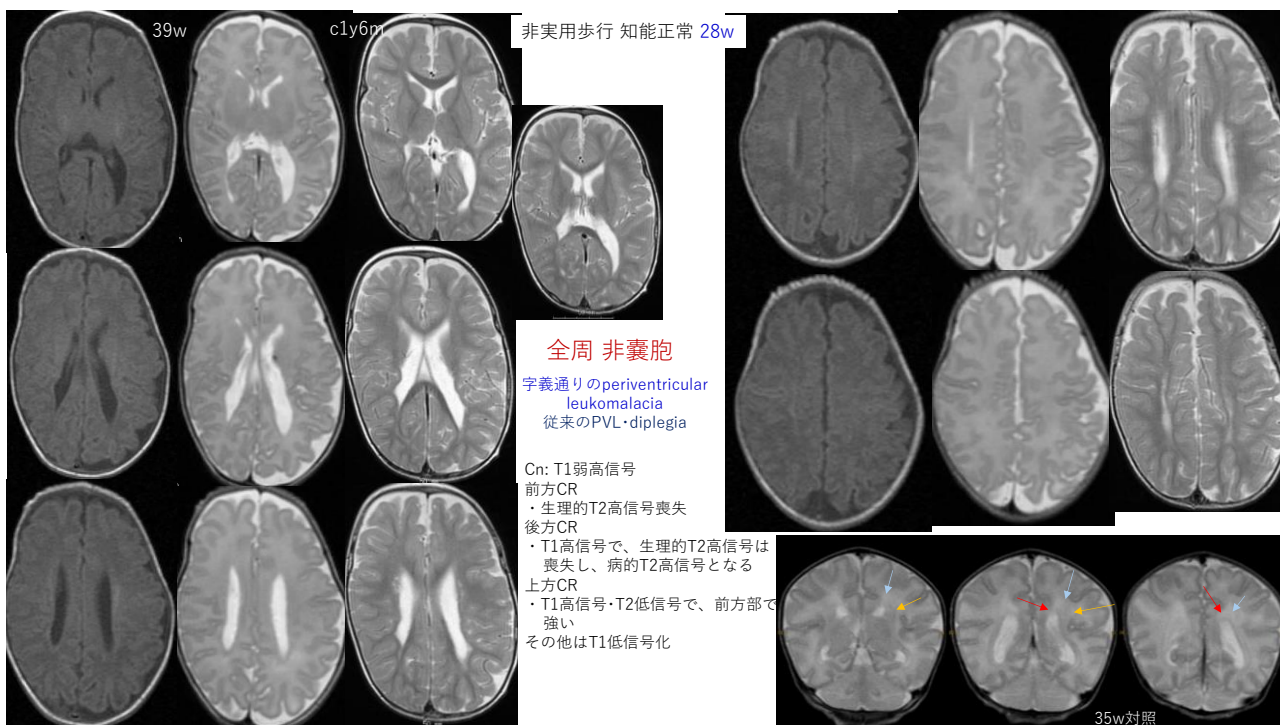 39w
c1y6m
非実用歩行 知能正常 28w
全周 非嚢胞
字義通りのperiventricular
leukomalacia
従来のPVL・diplegia
Cn: T1弱高信号
前方CR
・生理的T2高信号喪失
後方CR
・T1高信号で、生理的T2高信号は
喪失し、病的T2高信号となる
上方CR
・T1高信号・T2低信号で、前方部で
強い
その他はT1低信号化
35w対照